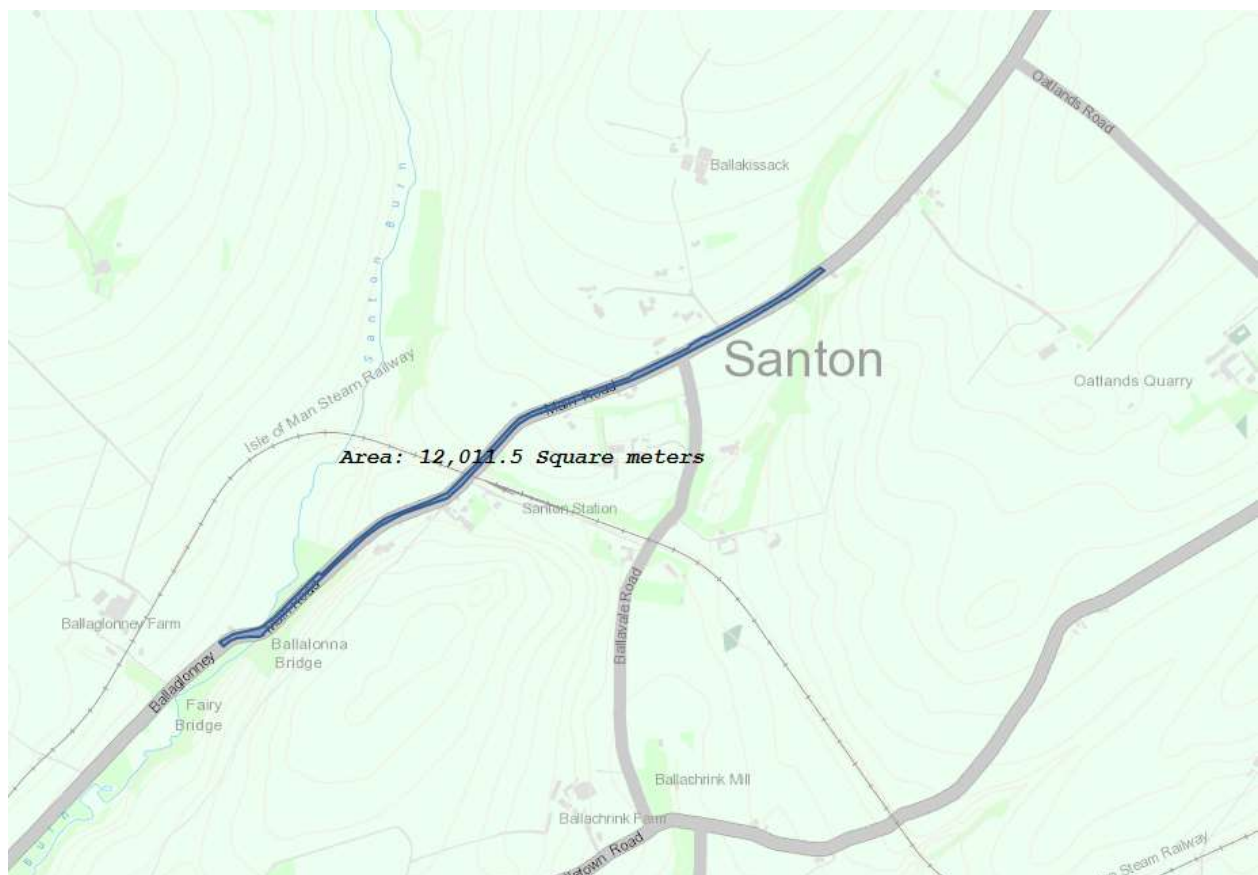 Oatlands Road
Ballakissack
Santon Burn
Santon
Oatlands Quarry
Isle of Man Steam Railway
Main Road
Area: 12,011.5 Square meters
Santon Station
Main Road
Ballaglonney Farm
Ballalonna
Bridge
Ballavale Road
Ballaglonney
Fairy
Bridge
Ballachrink Mill
Ballachrink Farm
Burn
Steam Railway